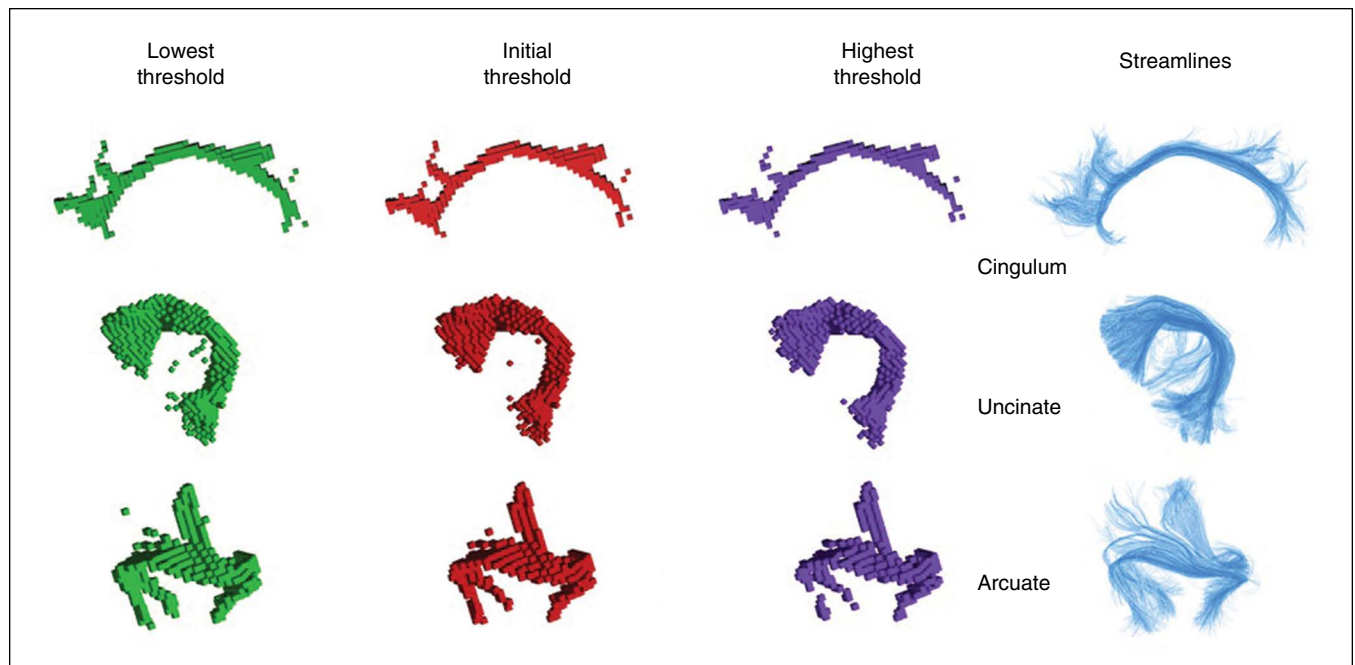 Lowest
threshold
Initial
threshold
Highest
threshold
Streamlines
Cingulum
Uncinate
Arcuate